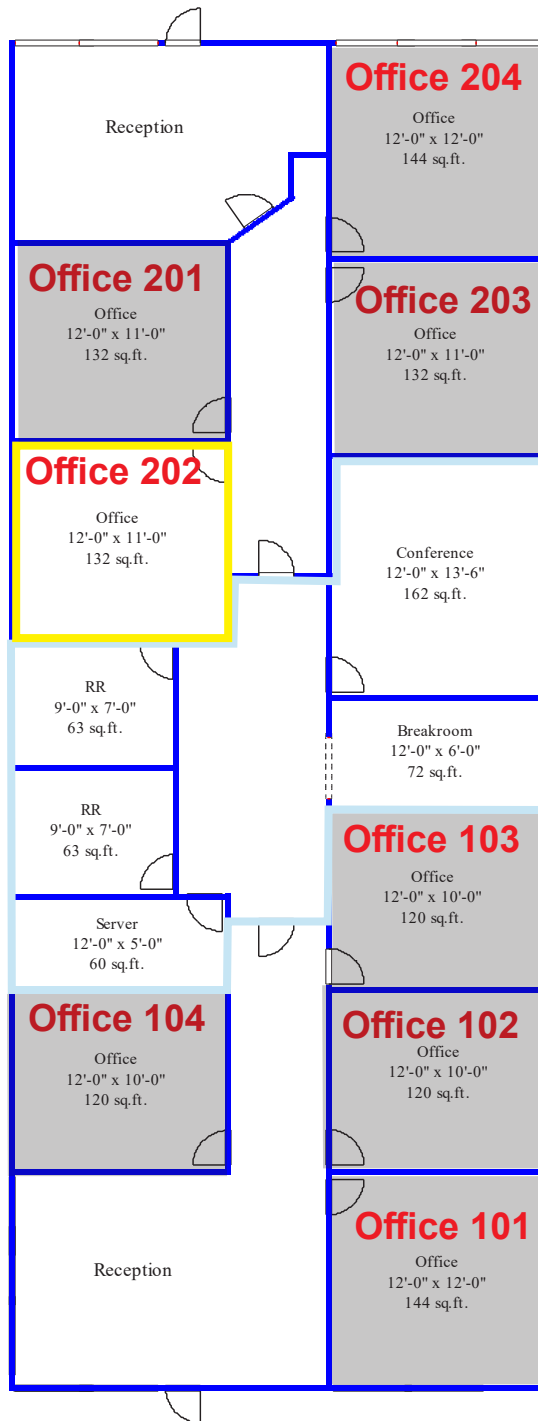 Office 204
Office
12'-0" x 12'-0"
144 sq.ft.
Reception
Office 201
Office
12'-0" x 11'-0"
132 sq.ft.
Office 203
Office
12'-0" x 11'-0"
132 sq.ft.
Office 202
Office
12'-0" x 11'-0"
132 sq.ft.
Conference
12'-0" x 13'-6"
162 sq.ft.
RR
9'-0" x 7'-0"
63 sq.ft.
Breakroom
12'-0" x 6'-0"
72 sq.ft.
RR
9'-0" x 7'-0"
63 sq.ft.
Office 103
Office
12'-0" x 10'-0"
120 sq.ft.
Server
12'-0" x 5'-0"
60 sq.ft.
Office 104
Office
12'-0" x 10'-0"
120 sq.ft.
Office 102
Office
12'-0" x 10'-0"
120 sq.ft.
Office 101
Office
12'-0" x 12'-0"
144 sq.ft.
Reception